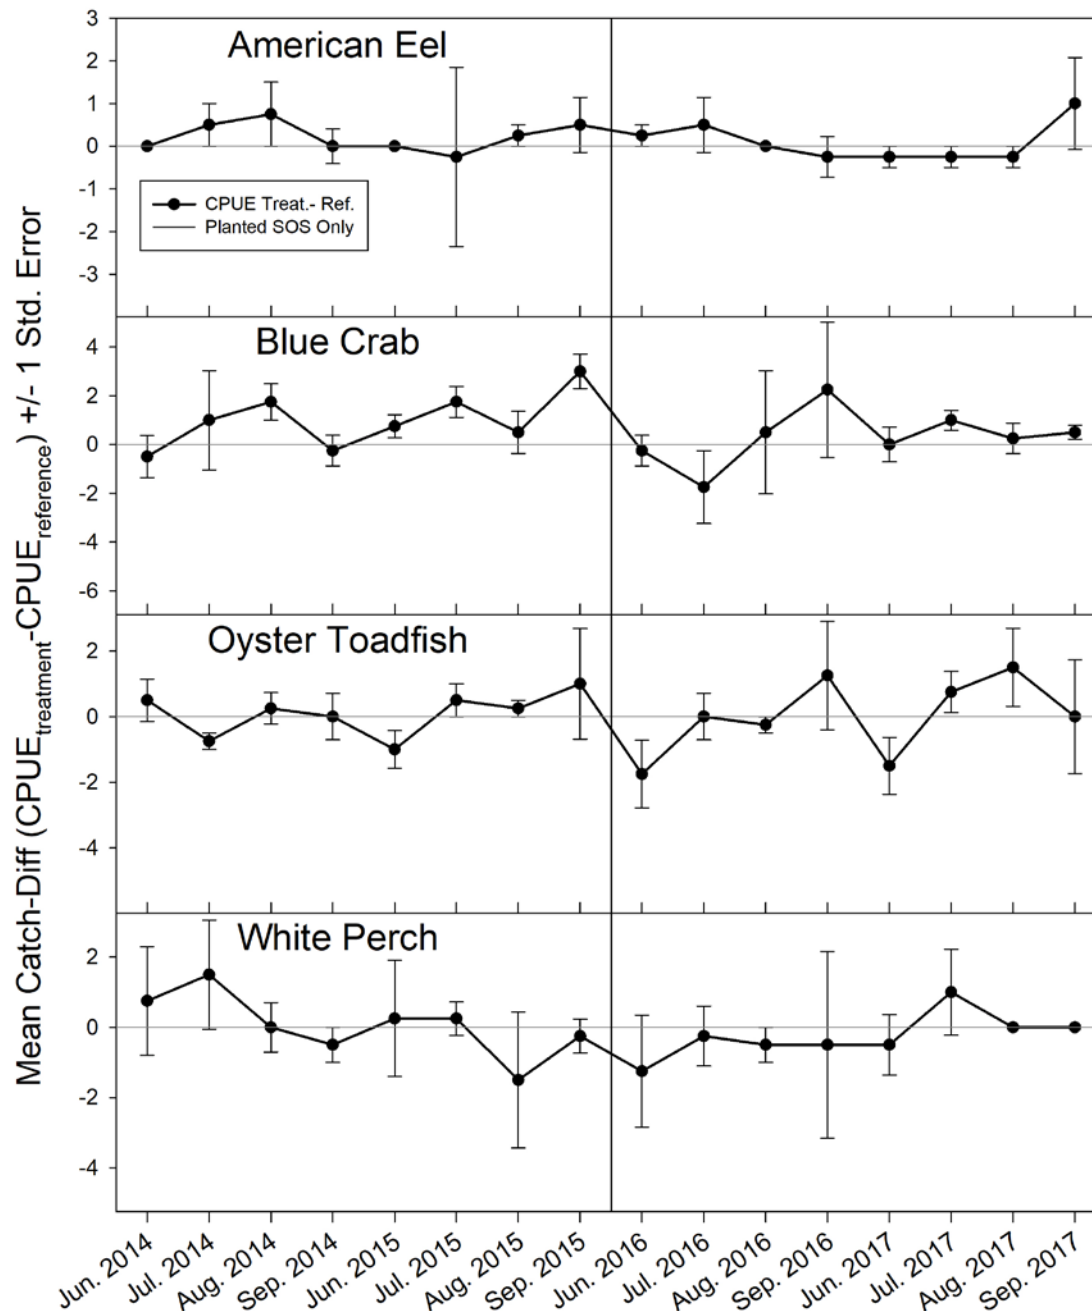 Mean Catch-Diff (CPUEtreatment-CPUEreference) +/- 1 Std. Error
American Eel
3
2
1
0
-1
-2
-3
CPUE Treat.- Ref.
Planted SOS Only
Blue Crab
4
2
0
-2
-4
-6
Oyster Toadfish
2
0
-2
-4
White Perch
2
0
-2
-4
Jun. 2014
Jul. 2014
Aug. 2014
Sep. 2014
Jun. 2015
Jul. 2015
Aug. 2015
Sep. 2015
Jun. 2016
Jul. 2016
Aug. 2016
Sep. 2016
Jun. 2017
Jul. 2017
Aug. 2017
Sep. 2017